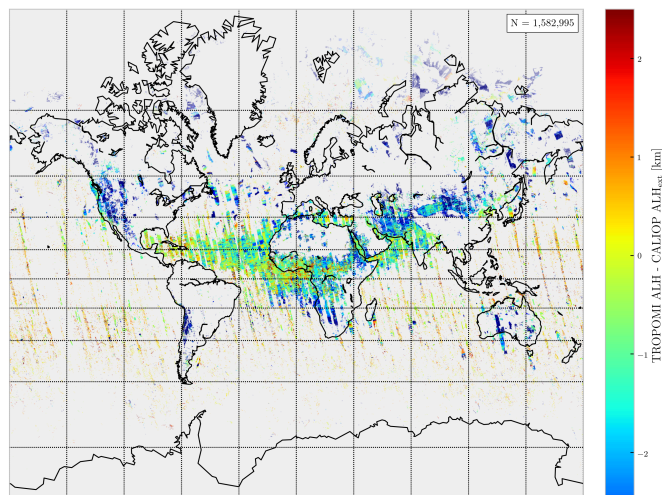 N = 1,582,995
2
1
0
−1
−2
TROPOMI ALH - CALIOP ALH_ext [km]